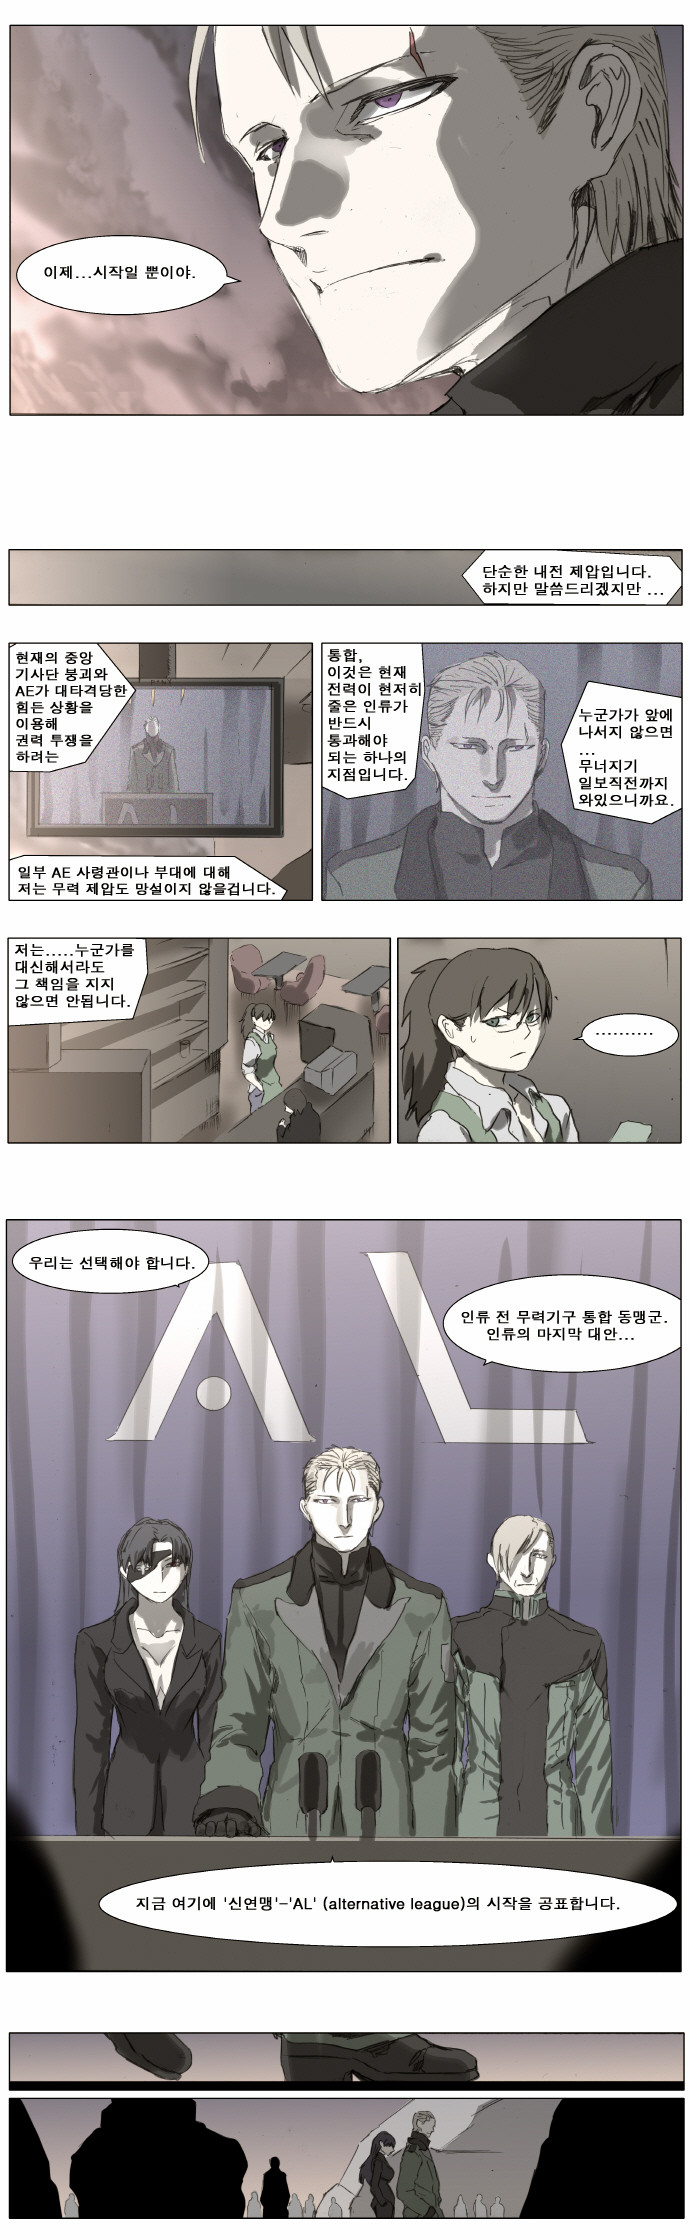 이제...시작일 뿐이야.
단순한 내전 제압입니다.
하지만 말씀드리겠지만 ...
현재의 중앙
기사단 붕괴와
AE가 대타격당한
힘든 상황을
이용해
권력 투쟁을
하려는
일부 AE 사령관이나 부대에 대해
저는 무력 제압도 망설이지 않을겁니다.
통합,
이것은 현재
전력이 현저히
줄은 인류가
반드시
통과해야
되는 하나의
지점입니다.
누군가가 앞에
나서지 않으면
...
무너지기
일보직전까지
와있으니까요.
저는.....누군가를
대신해서라도
그 책임을 지지
않으면 안됩니다.
..........
우리는 선택해야 합니다.
AL
인류 전 무력기구 통합 동맹군.
인류의 마지막 대안...
지금 여기에 '신연맹'-'AL' (alternative league)의 시작을 공표합니다.